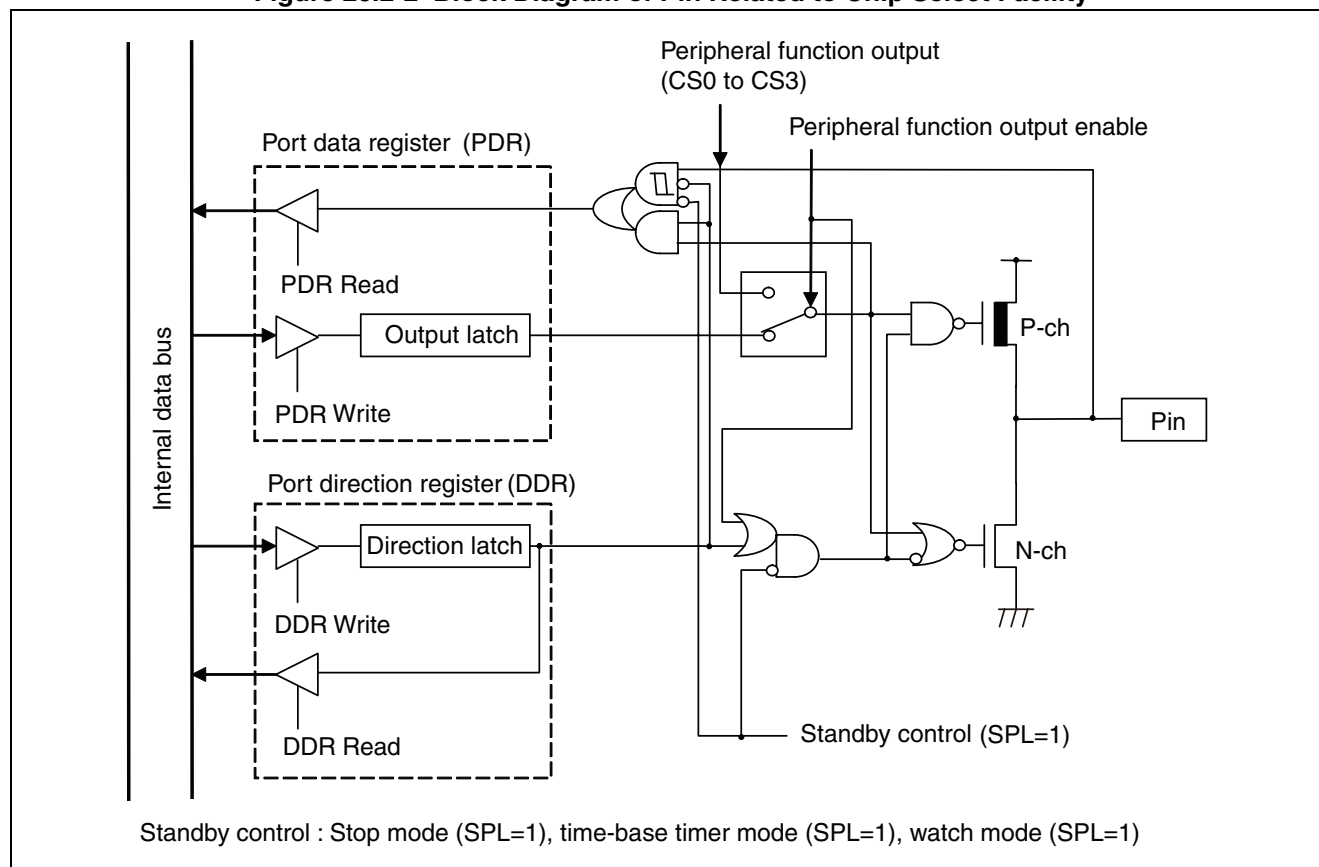 Peripheral function output
(CS0 to CS3)
Peripheral function output enable
Port data register (PDR)
PDR Read
Output latch
PDR Write
P-ch
Pin
Internal data bus
Port direction register (DDR)
Direction latch
N-ch
DDR Write
DDR Read
Standby control (SPL=1)
Standby control : Stop mode (SPL=1), time-base timer mode (SPL=1), watch mode (SPL=1)